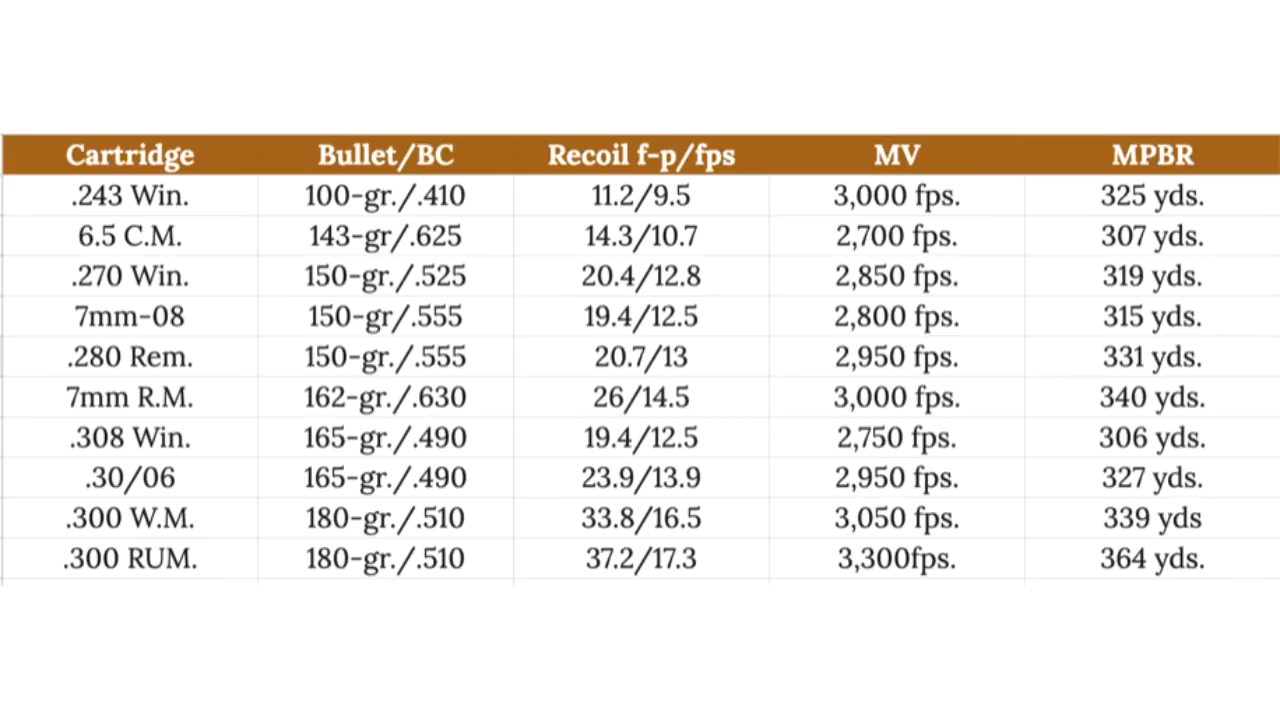 Cartridge Bullet/BC Recoil f-p/fps MV MPBR
.243 Win. 100-gr./.410 11.2/9.5 3,000 fps. 325 yds.
6.5 C.M. 143-gr/.625 14.3/10.7 2,700 fps. 307 yds.
.270 Win. 150-gr./.525 20.4/12.8 2,850 fps. 319 yds.
7mm-08 150-gr/.555 19.4/12.5 2,800 fps. 315 yds.
.280 Rem. 150-gr./.555 20.7/13 2,950 fps. 331 yds.
7mm R.M. 162-gr./.630 26/14.5 3,000 fps. 340 yds.
.308 Win. 165-gr./.490 19.4/12.5 2,750 fps. 306 yds.
.30/06 165-gr./.490 23.9/13.9 2,950 fps. 327 yds.
.300 W.M. 180-gr./.510 33.8/16.5 3,050 fps. 339 yds
.300 RUM. 180-gr./.510 37.2/17.3 3,300fps. 364 yds.